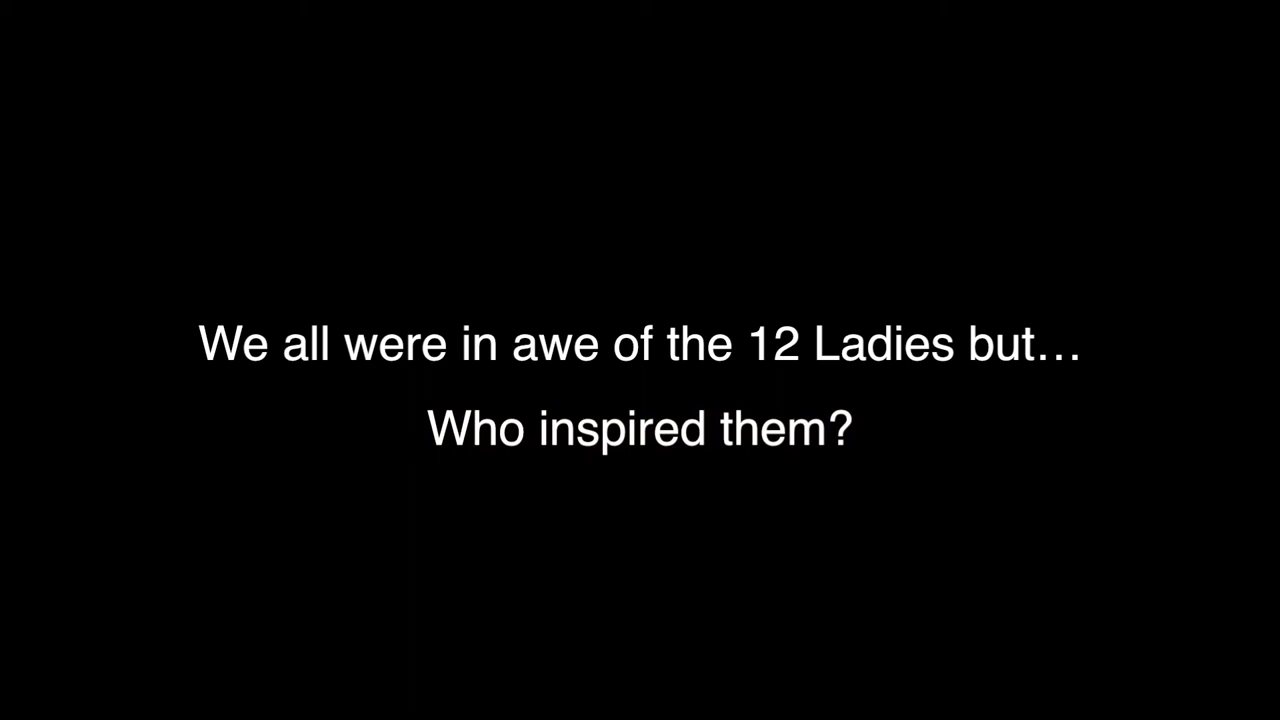 We all were in awe of the 12 Ladies but…
Who inspired them?